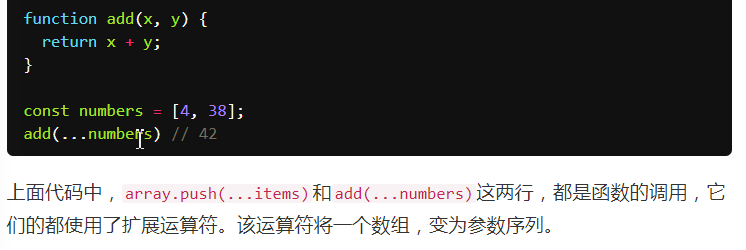 function add(x, y) {
  return x + y;
}
const numbers = [4, 38];
add(...numbers) // 42
上面代码中，array.push(...items)和add(...numbers)这两行，都是函数的调用，它
们的都使用了扩展运算符。该运算符将一个数组，变为参数序列。